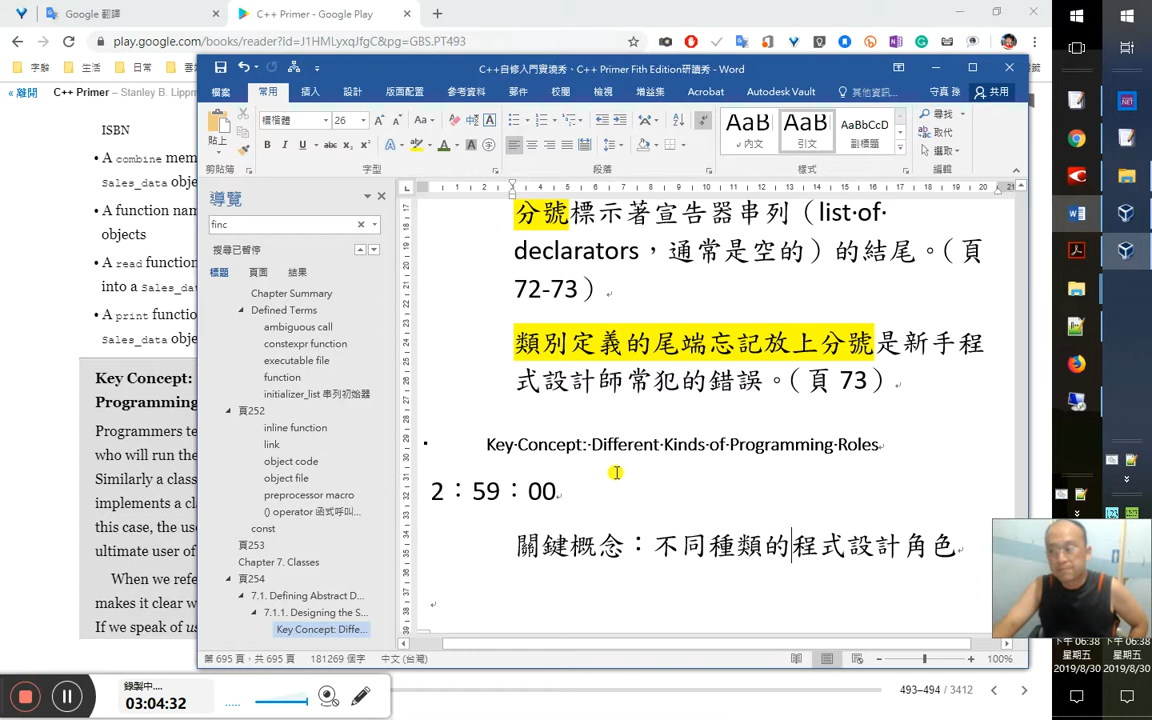 Google 翻譯
C++ Primer - Google Play
play.google.com/books/reader?id=J1HMLyxqJfgC&pg=GBS.PT493
字辭
生活
日常
« 離開
C++ Primer – Stanley B. Lippm
C++自修入門實境秀、C++ Primer Fith Edition研讀秀 - Word
檔案 常用 插入 設計 版面配置 參考資料 郵件 校閱 檢視 增益集 Acrobat Autodesk Vault 其他資訊... 守真 孫 共用
貼上
標楷體
26
AaBbCcD
內文
引文
副標題
尋找
取代
選取
剪貼簿 字型 段落 樣式 編輯
ISBN
• A combine mem
Sales_data obje
• A function nam
objects
• A read function
into a Sales_dat
• A print functio
Sales_data obje
Key Concept:
Programming
Programmers te
who will run the
Similarly a class
implements a cl
this case, the use
ultimate user of
When we refe
makes it clear w
If we speak of us
導覽
finc
搜尋已暫停
標題 頁面 結果
Chapter Summary
Defined Terms
ambiguous call
constexpr function
executable file
function
initializer_list 串列初始器
頁252
inline function
link
object code
object file
preprocessor macro
() operator 函式呼叫...
const
頁253
Chapter 7. Classes
頁254
7.1. Defining Abstract D...
7.1.1. Designing the S...
Key Concept: Diffe...
分號標示著宣告器串列（list·of·
declarators，通常是空的）的結尾。（頁
72-73）
類別定義的尾端忘記放上分號是新手程
式設計師常犯的錯誤。（頁 73）
Key·Concept:·Different·Kinds·of·Programming·Roles
2：59：00
關鍵概念：不同種類的程式設計角色
第 695 頁，共 695 頁 181269 個字 中文 (台灣)
100%
錄製中....
03:04:32
493–494 / 3412
下午 06:38
星期五
2019/8/30
下午 06:38
星期五
2019/8/30